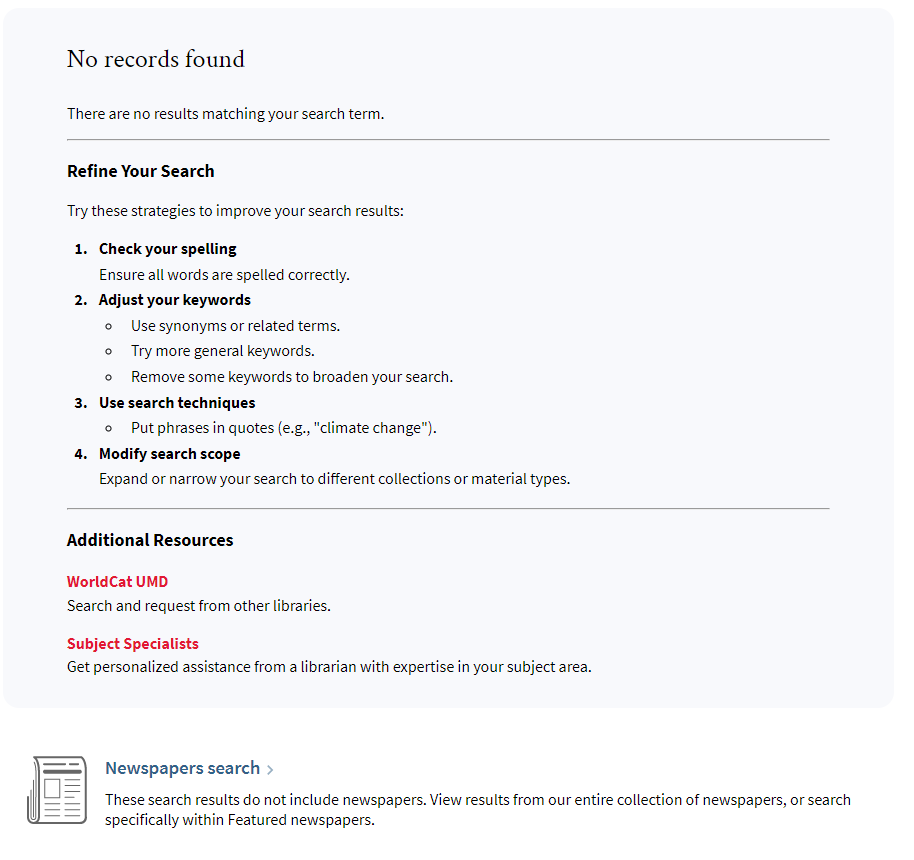 No records found
There are no results matching your search term.
Refine Your Search
Try these strategies to improve your search results:
1. Check your spelling
Ensure all words are spelled correctly.
2. Adjust your keywords
Use synonyms or related terms.
Try more general keywords.
Remove some keywords to broaden your search.
3. Use search techniques
Put phrases in quotes (e.g., "climate change").
4. Modify search scope
Expand or narrow your search to different collections or material types.
Additional Resources
WorldCat UMD
Search and request from other libraries.
Subject Specialists
Get personalized assistance from a librarian with expertise in your subject area.
Newspapers search
These search results do not include newspapers. View results from our entire collection of newspapers, or search
specifically within Featured newspapers.